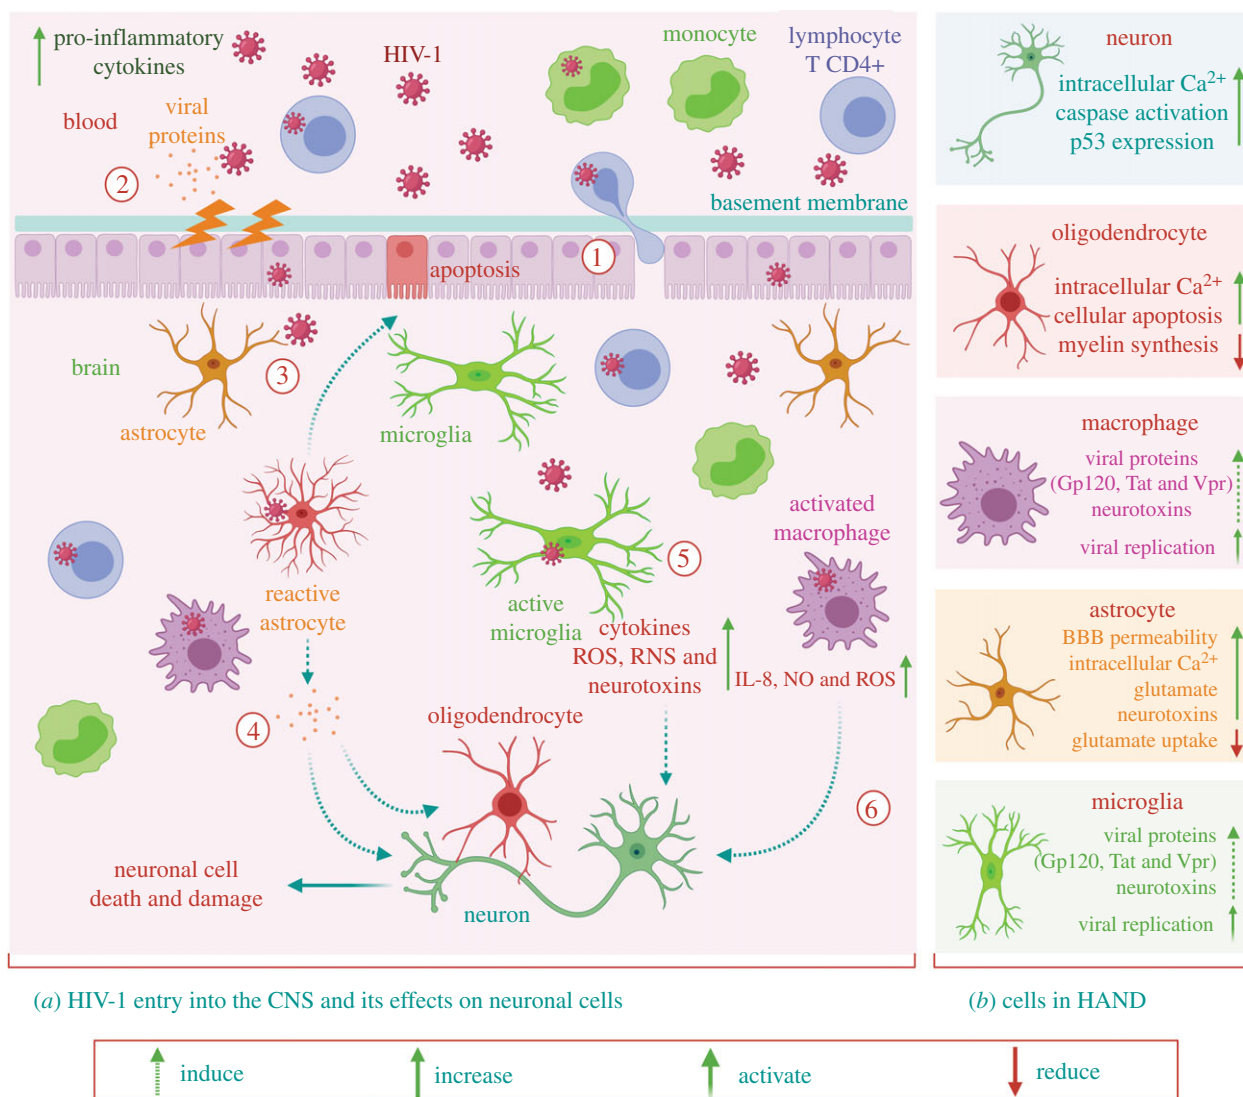 pro-inflammatory
cytokines
HIV-1
monocyte
lymphocyte
T CD4+
blood
viral
proteins
2
basement membrane
1
apoptosis
brain
3
astrocyte
microglia
reactive
astrocyte
active
microglia
5
activated
macrophage
cytokines
ROS, RNS and
neurotoxins
IL-8, NO and ROS
4
oligodendrocyte
6
neuronal cell
death and damage
neuron
(a) HIV-1 entry into the CNS and its effects on neuronal cells
neuron
intracellular Ca²⁺
caspase activation
p53 expression
oligodendrocyte
intracellular Ca²⁺
cellular apoptosis
myelin synthesis
macrophage
viral proteins
(Gp120, Tat and Vpr)
neurotoxins
viral replication
astrocyte
BBB permeability
intracellular Ca²⁺
glutamate
neurotoxins
glutamate uptake
microglia
viral proteins
(Gp120, Tat and Vpr)
neurotoxins
viral replication
(b) cells in HAND
induce
increase
activate
reduce